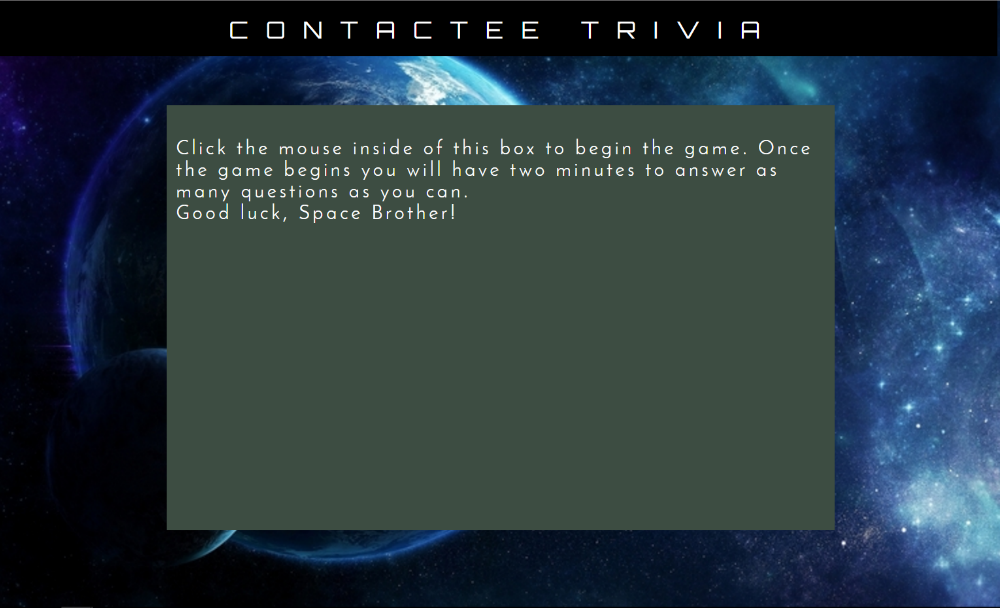 CONTACTEE TRIVIA
Click the mouse inside of this box to begin the game. Once
the game begins you will have two minutes to answer as
many questions as you can.
Good luck, Space Brother!